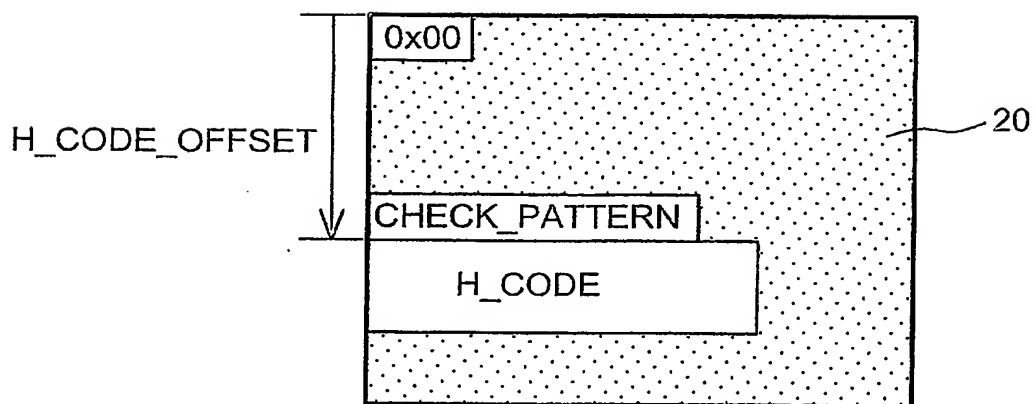 0x00
20
H_CODE_OFFSET
CHECK_PATTERN
H_CODE